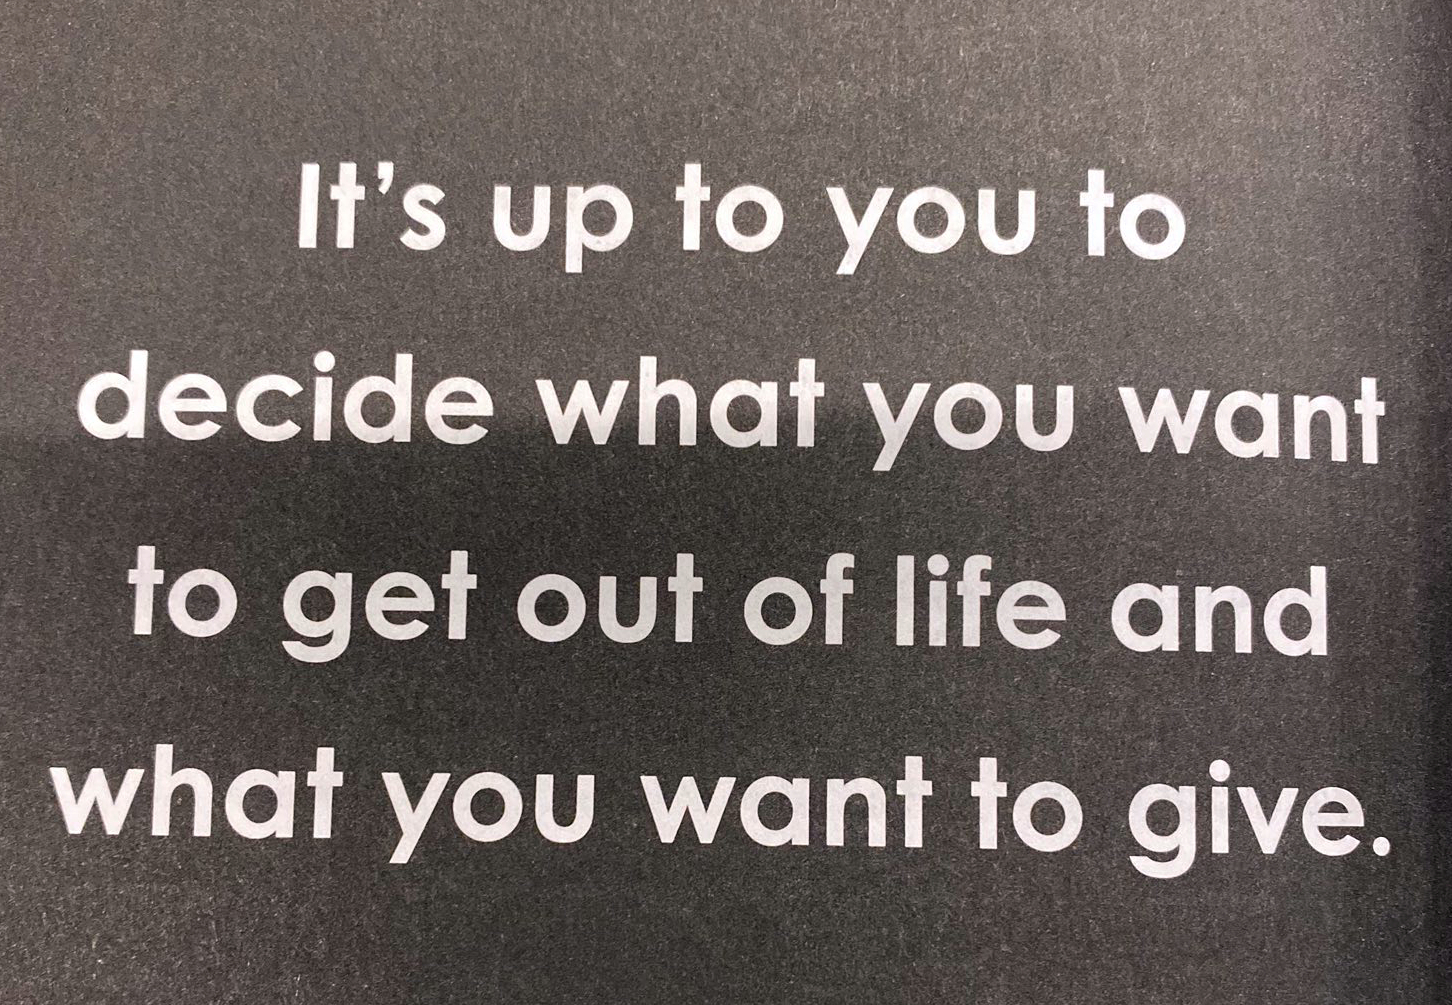 It’s up to you to
decide what you want
to get out of life and
what you want to give.